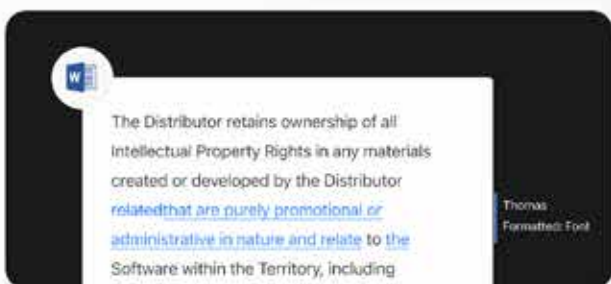 W
The Distributor retains ownership of all
Intellectual Property Rights in any materials
created or developed by the Distributor
relatedthat are purely promotional or
administrative in nature and relate to the
Software within the Territory, including
Thomas
Formatted: Font